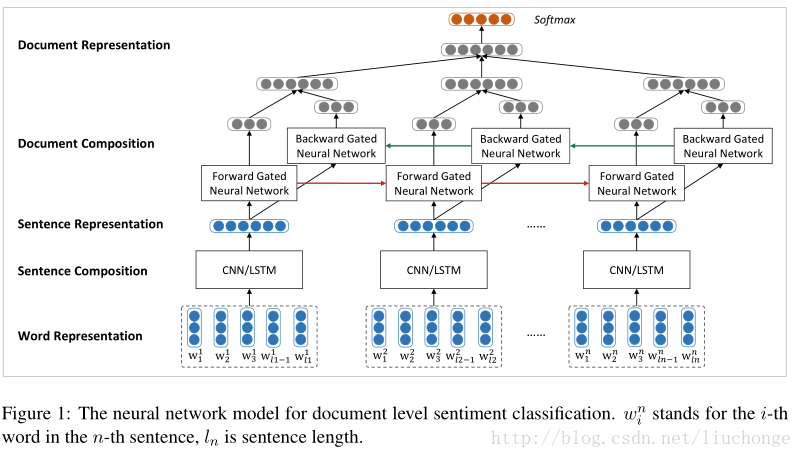 Document Representation
Softmax
Document Composition
Backward Gated
Neural Network
Backward Gated
Neural Network
Backward Gated
Neural Network
Forward Gated
Neural Network
Forward Gated
Neural Network
Forward Gated
Neural Network
Sentence Representation
......
Sentence Composition
CNN/LSTM
CNN/LSTM
CNN/LSTM
Word Representation
......
w_1^1 w_2^1 w_3^1 w_{l1-1}^1 w_{l1}^1
w_1^2 w_2^2 w_3^2 w_{l2-1}^2 w_{l2}^2
w_1^n w_2^n w_3^n w_{ln-1}^n w_{ln}^n
Figure 1: The neural network model for document level sentiment classification. w_i^n stands for the i-th
word in the n-th sentence, l_n is sentence length.
http://blog.csdn.net/liuchonge